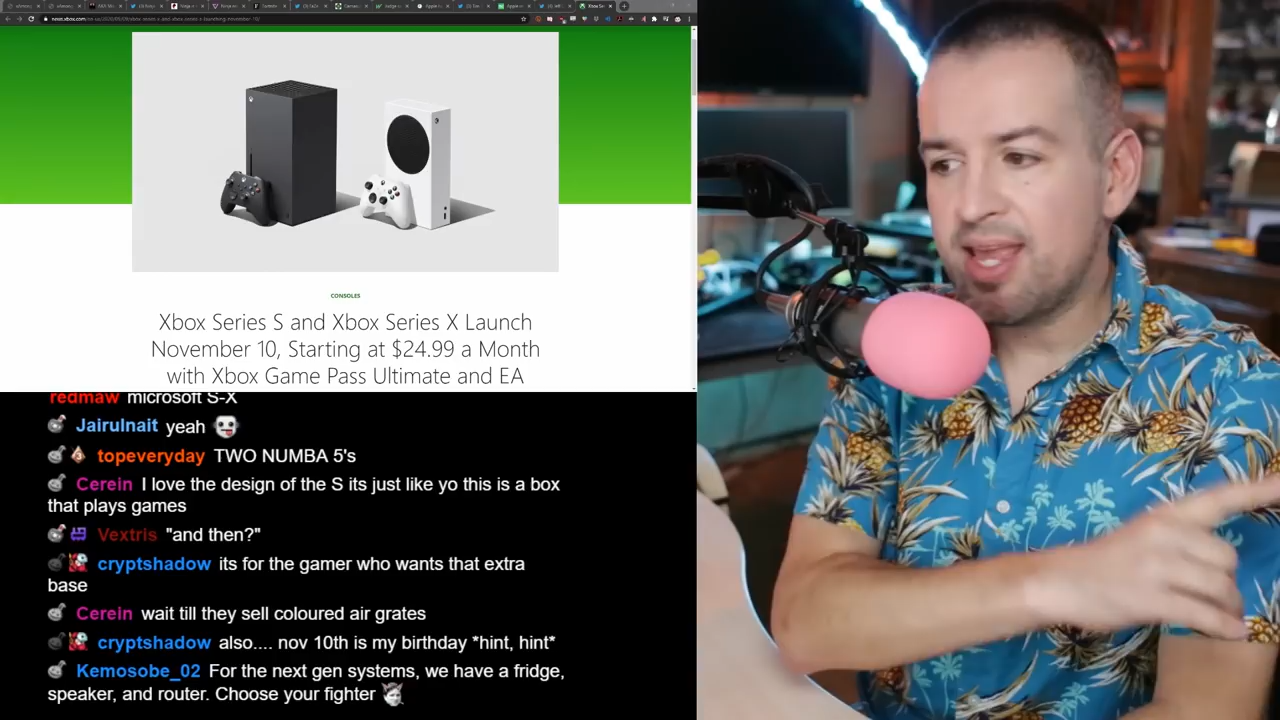 CONSOLES
Xbox Series S and Xbox Series X Launch
November 10, Starting at $24.99 a Month
with Xbox Game Pass Ultimate and EA
redmaw microsoft S-X
JairuInait yeah
topeveryday TWO NUMBA 5's
Cerein I love the design of the S its just like yo this is a box
that plays games
Vextris "and then?"
cryptshadow its for the gamer who wants that extra
base
Cerein wait till they sell coloured air grates
cryptshadow also.... nov 10th is my birthday *hint, hint*
Kemosobe_02 For the next gen systems, we have a fridge,
speaker, and router. Choose your fighter